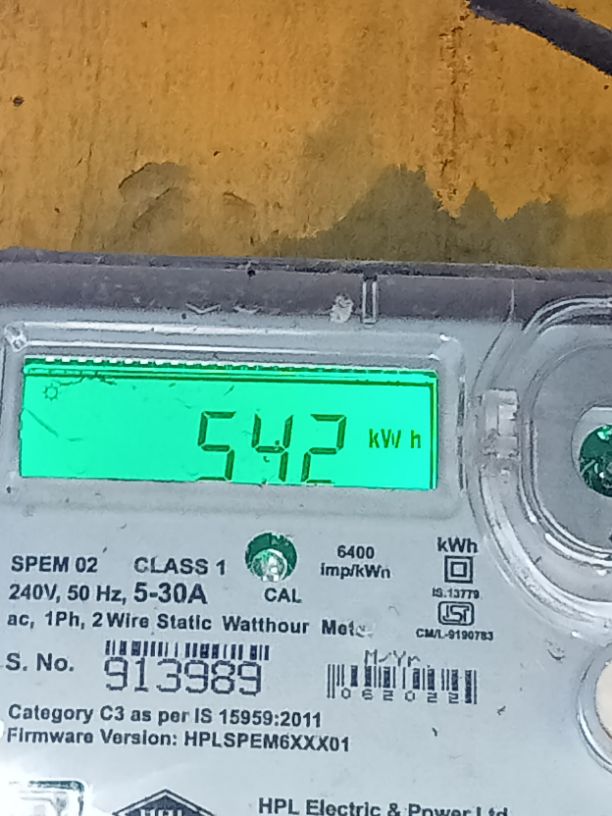 542 kWh
SPEM 02 CLASS 1
6400
imp/kWh
kWh
240V, 50 Hz, 5-30A
CAL
IS.13779
ISI
CM/L-9190783
ac, 1Ph, 2 Wire Static Watthour
S. No. 913989
M/Yr.
062022
Category C3 as per IS 15959:2011
Firmware Version: HPLSPEM6XXX01
HPL
HPL Electric & Power Ltd